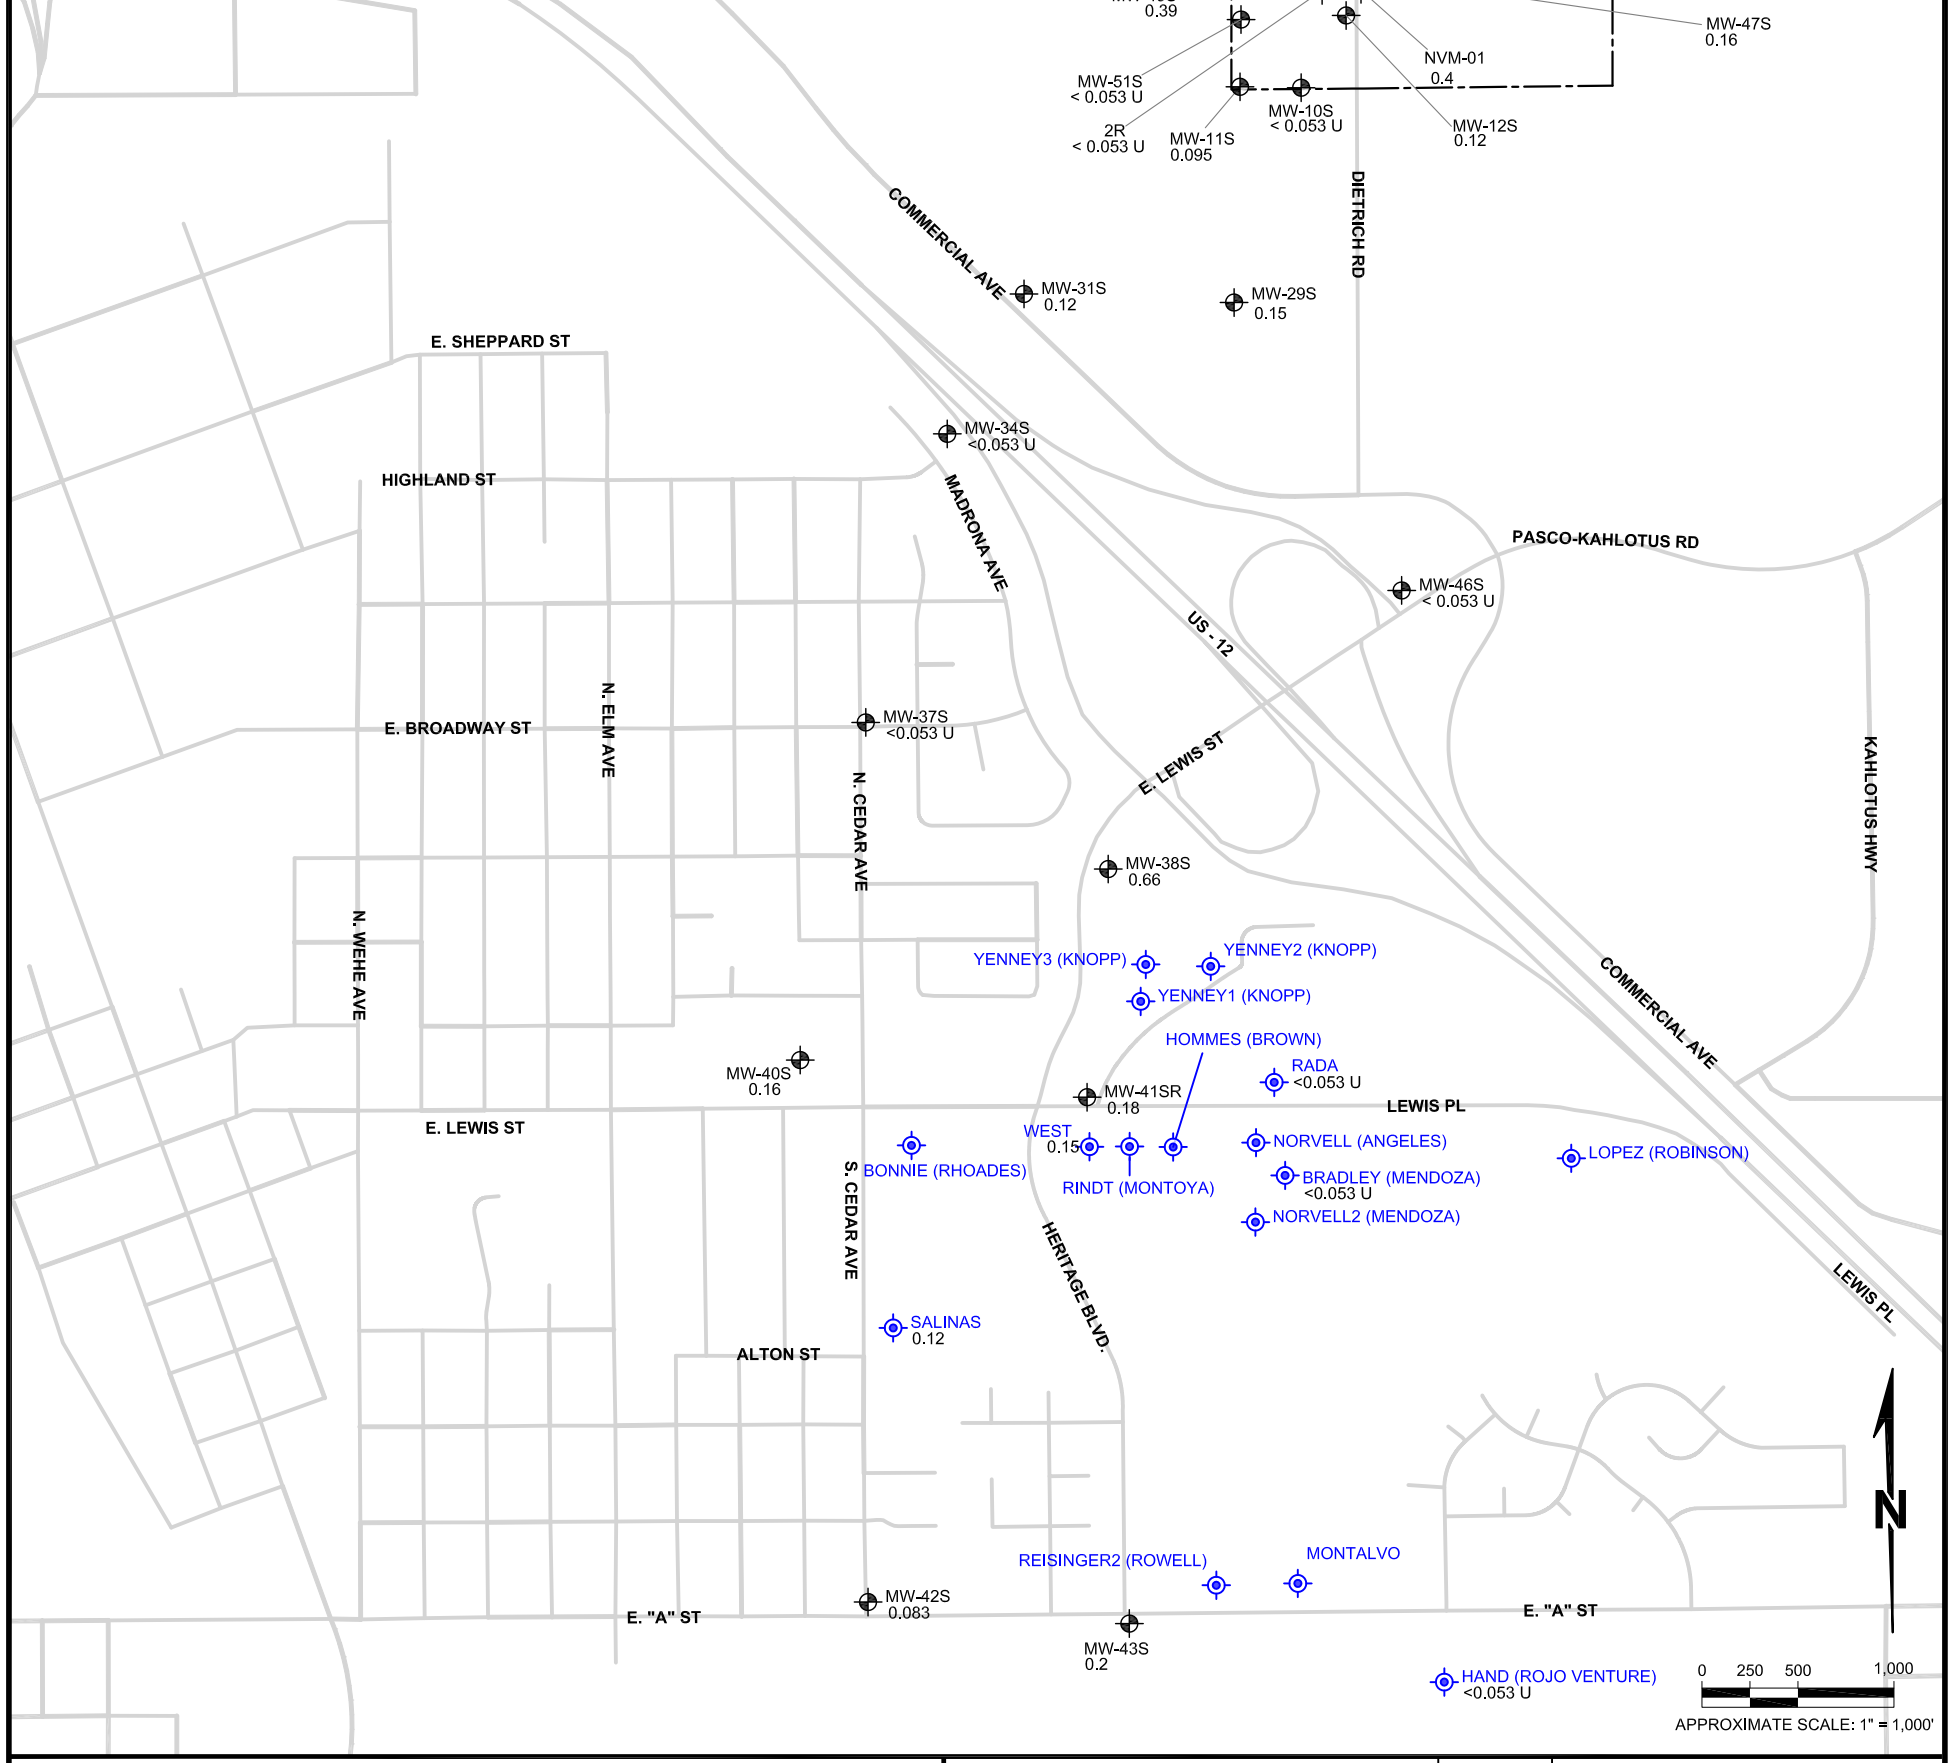 0.39
MW-47S
0.16
NVM-01
0.4
MW-51S
< 0.053 U
MW-10S
< 0.053 U
2R
< 0.053 U
MW-11S
0.095
MW-12S
0.12
COMMERCIAL AVE
DIETRICH RD
MW-31S
0.12
MW-29S
0.15
E. SHEPPARD ST
MW-34S
<0.053 U
HIGHLAND ST
MADRONA AVE
PASCO-KAHLOTUS RD
MW-46S
< 0.053 U
US - 12
N. ELM AVE
MW-37S
<0.053 U
E. BROADWAY ST
E. LEWIS ST
N. CEDAR AVE
KAHLOTUS HWY
MW-38S
0.66
N. WEHE AVE
YENNEY3 (KNOPP)
YENNEY2 (KNOPP)
YENNEY1 (KNOPP)
COMMERCIAL AVE
HOMMES (BROWN)
MW-40S
0.16
RADA
<0.053 U
MW-41SR
0.18
LEWIS PL
E. LEWIS ST
WEST
0.15
NORVELL (ANGELES)
LOPEZ (ROBINSON)
BONNIE (RHOADES)
BRADLEY (MENDOZA)
<0.053 U
RINDT (MONTOYA)
NORVELL2 (MENDOZA)
S. CEDAR AVE
HERITAGE BLVD.
LEWIS PL
SALINAS
0.12
ALTON ST
N
REISINGER2 (ROWELL)
MONTALVO
MW-42S
0.083
E. "A" ST
E. "A" ST
MW-43S
0.2
HAND (ROJO VENTURE)
<0.053 U
0 250 500 1,000
APPROXIMATE SCALE: 1" = 1,000'